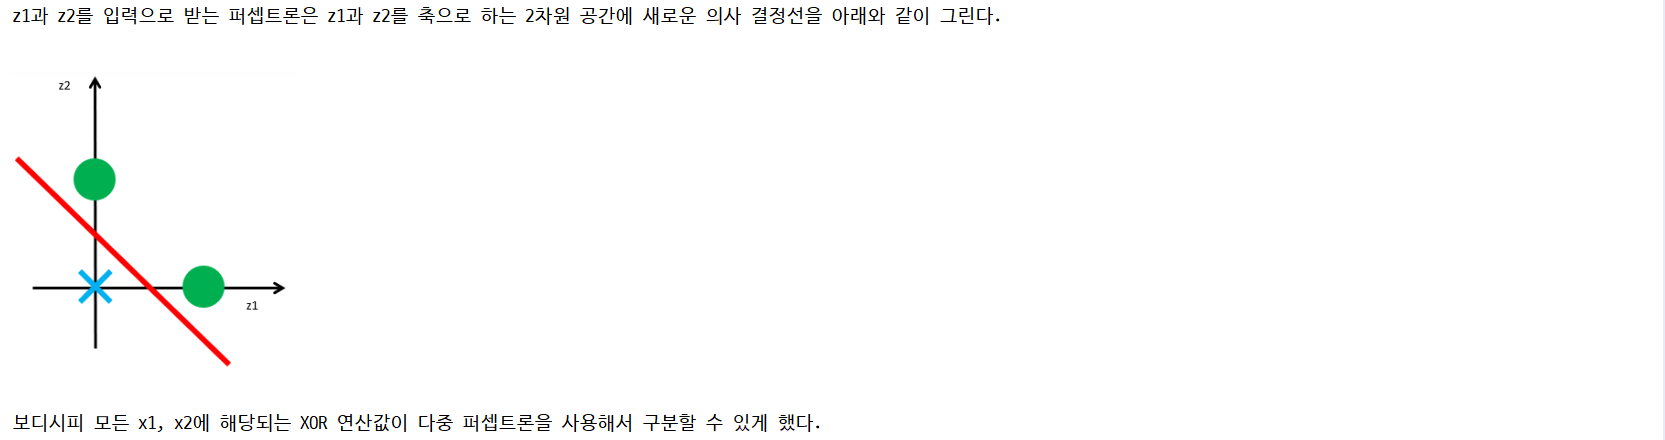 z1과 z2를 입력으로 받는 퍼셉트론은 z1과 z2를 축으로 하는 2차원 공간에 새로운 의사 결정선을 아래와 같이 그린다.
z2
z1
보디시피 모든 x1, x2에 해당되는 XOR 연산값이 다중 퍼셉트론을 사용해서 구분할 수 있게 했다.